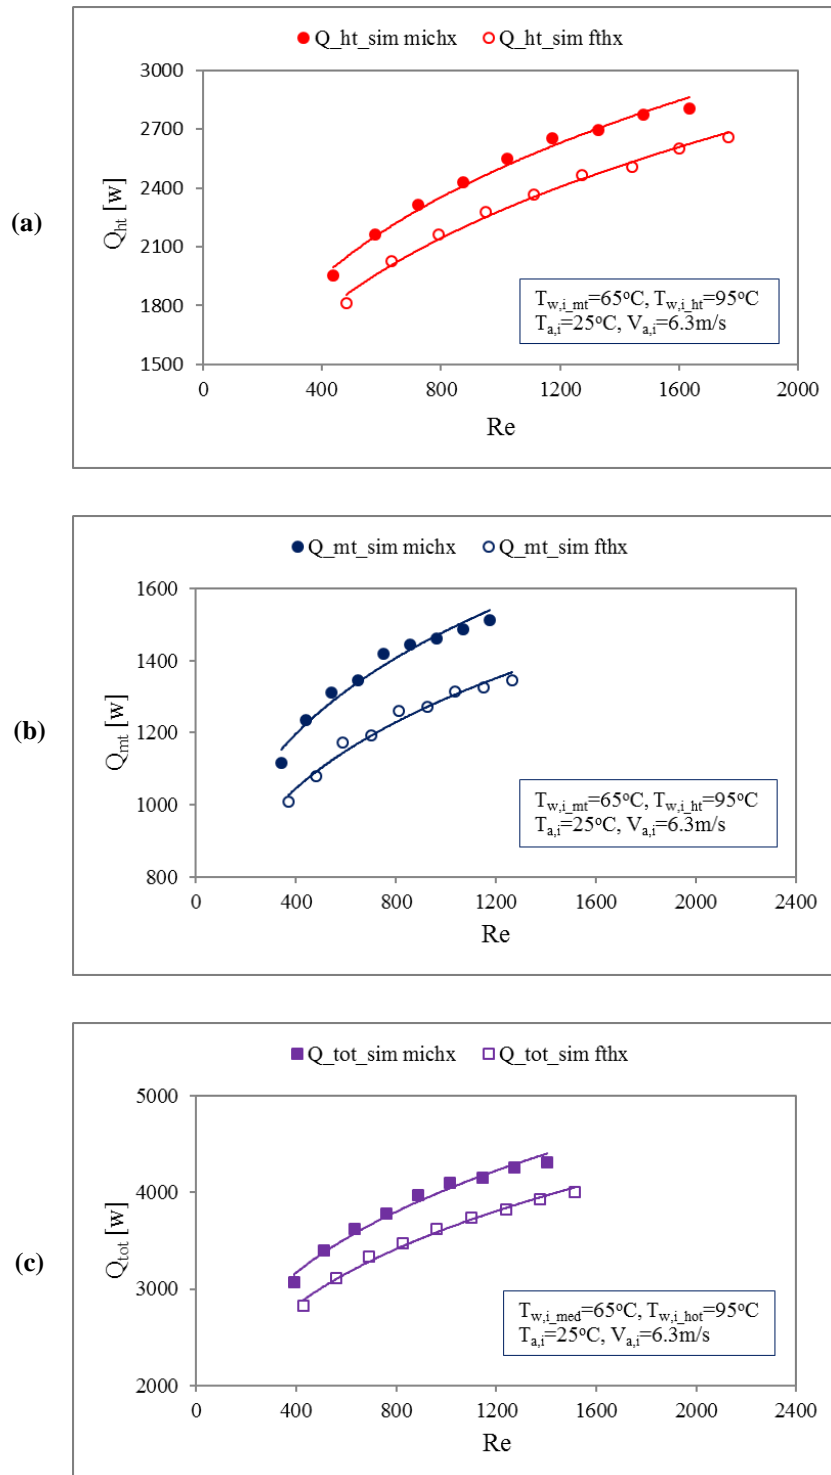 Q_ht_sim michx Q_ht_sim fthx
3000
2700
2400
2100
1800
1500
(a)
Q_ht [w]
T_w,i_mt=65°C, T_w,i_ht=95°C
T_a,i=25°C, V_a,i=6.3m/s
0 400 800 1200 1600 2000
Re
Q_mt_sim michx Q_mt_sim fthx
1600
1400
1200
1000
800
(b)
Q_mt [w]
T_w,i_mt=65°C, T_w,i_ht=95°C
T_a,i=25°C, V_a,i=6.3m/s
0 400 800 1200 1600 2000 2400
Re
Q_tot_sim michx Q_tot_sim fthx
5000
4000
3000
2000
(c)
Q_tot [w]
T_w,i_med=65°C, T_w,i_hot=95°C
T_a,i=25°C, V_a,i=6.3m/s
0 400 800 1200 1600 2000 2400
Re